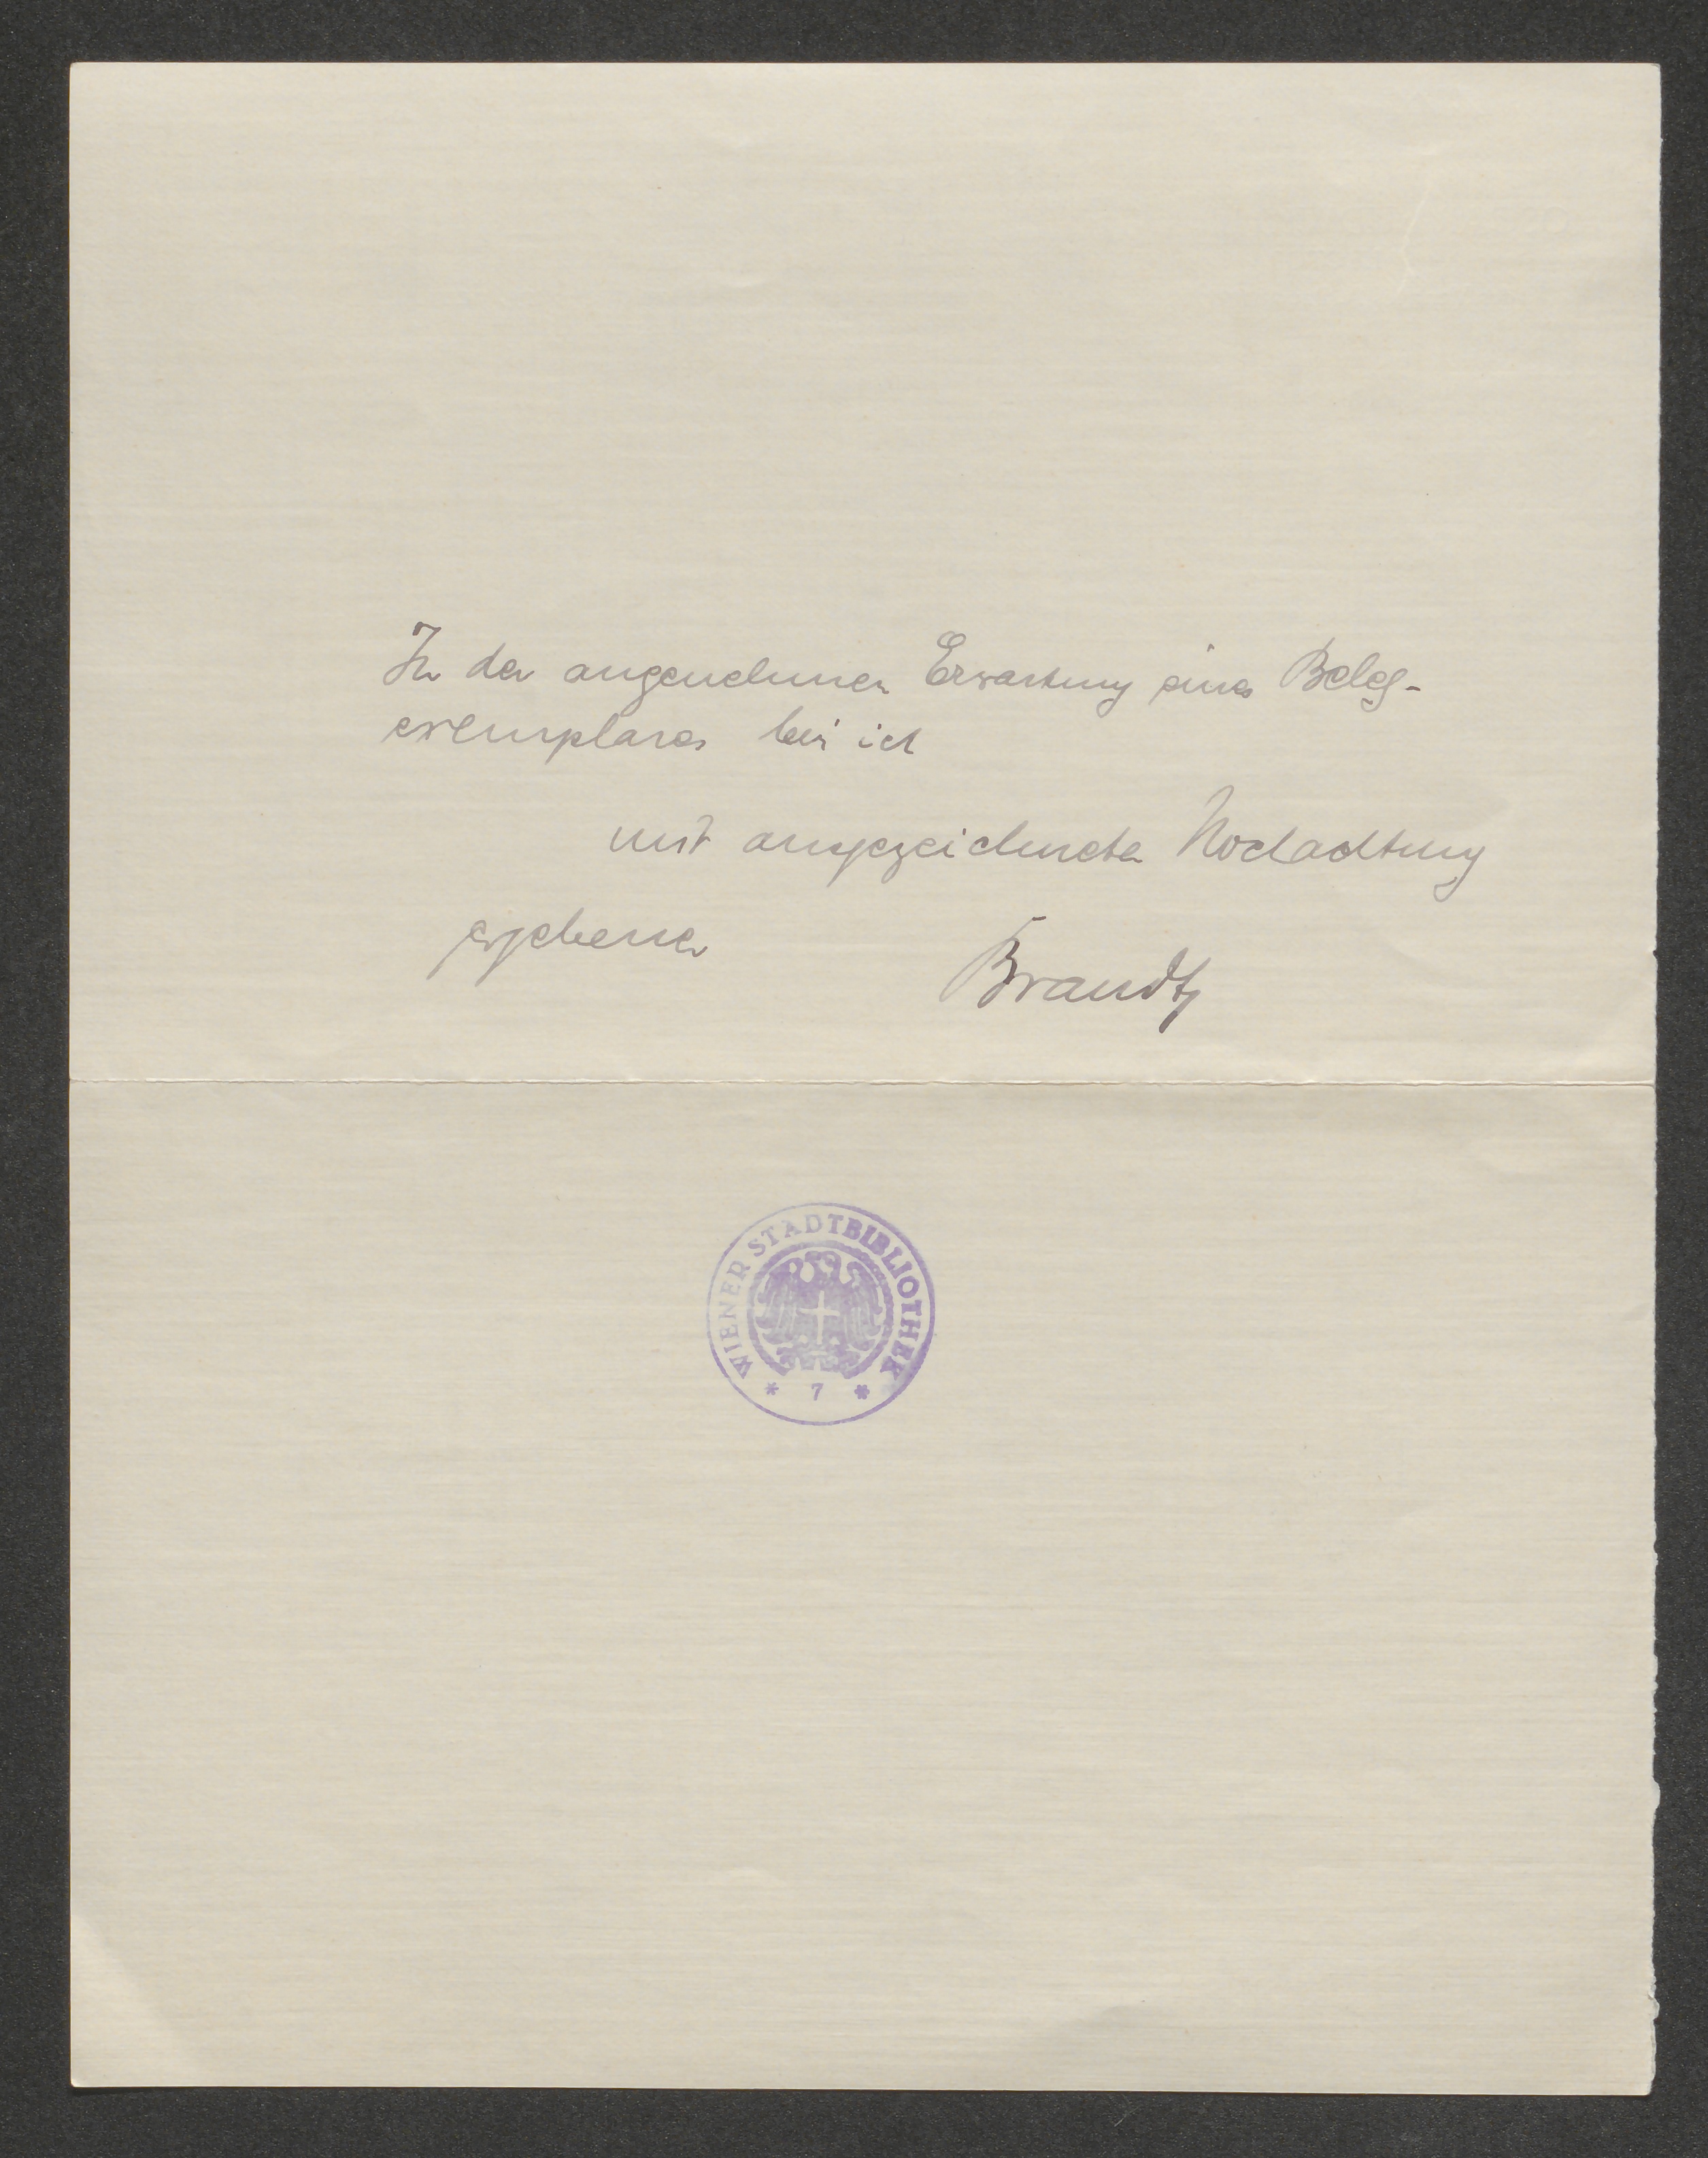 In der angenehmen Erwartung eines Beleg-
exemplares bin ich
mit ausgezeichneter Hochachtung
ergebener
Brandt
WIENER STADTBIBLIOTHEK
* 7 *